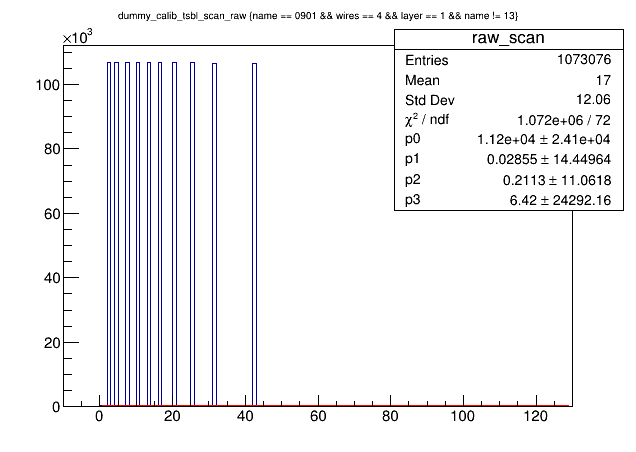 dummy_calib_tsbl_scan_raw {name == 0901 && wires == 4 && layer == 1 && name != 13}
×10³
raw_scan
Entries 1073076
Mean 17
Std Dev 12.06
χ² / ndf 1.072e+06 / 72
p0 1.12e+04 ± 2.41e+04
p1 0.02855 ± 14.44964
p2 0.2113 ± 11.0618
p3 6.42 ± 24292.16
100
80
60
40
20
0
0 20 40 60 80 100 120